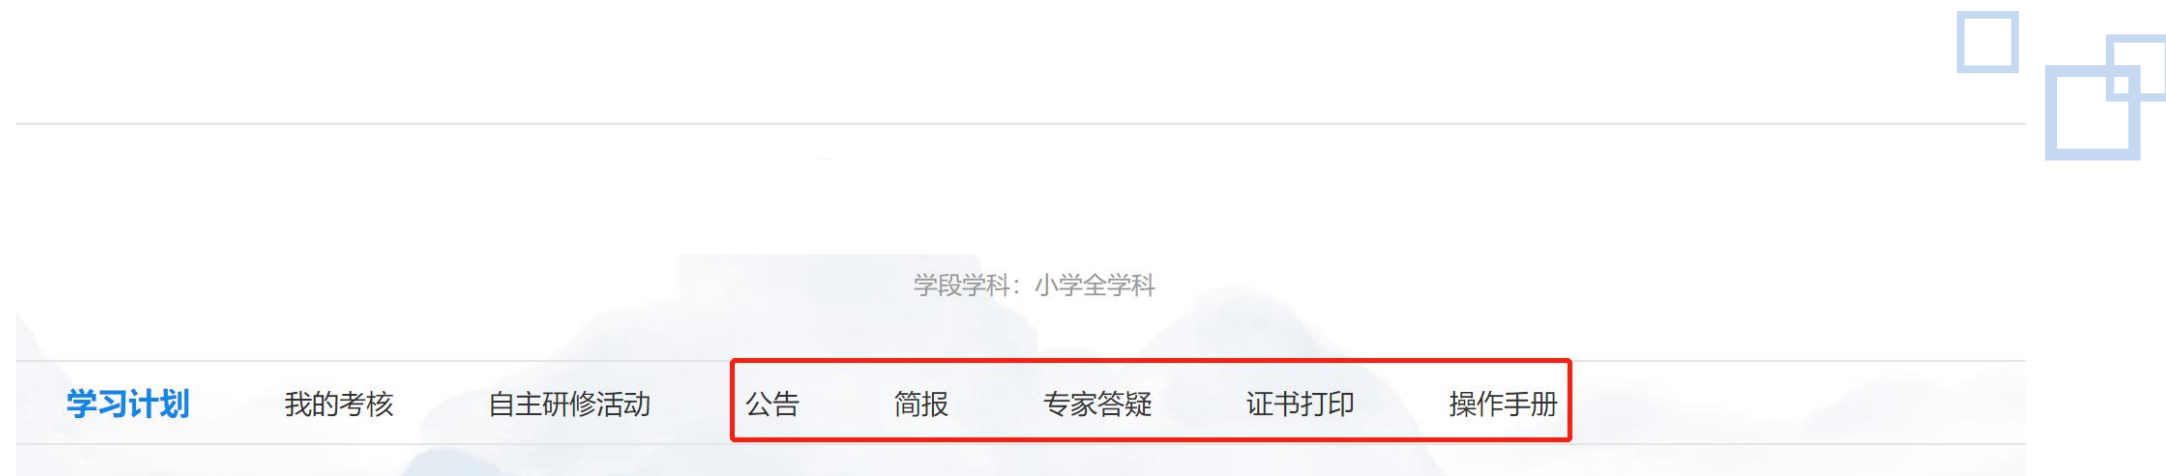 学段学科：小学全学科
学习计划 我的考核 自主研修活动 公告 简报 专家答疑 证书打印 操作手册